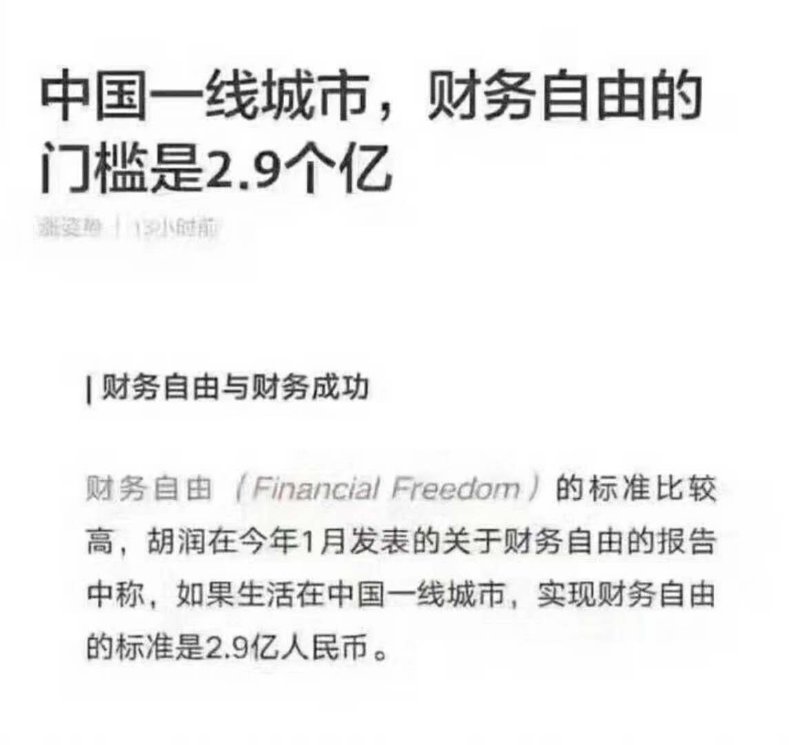 中国一线城市，财务自由的
门槛是2.9个亿
13小时前
| 财务自由与财务成功
财务自由（Financial Freedom）的标准比较
高，胡润在今年1月发表的关于财务自由的报告
中称，如果生活在中国一线城市，实现财务自由
的标准是2.9亿人民币。